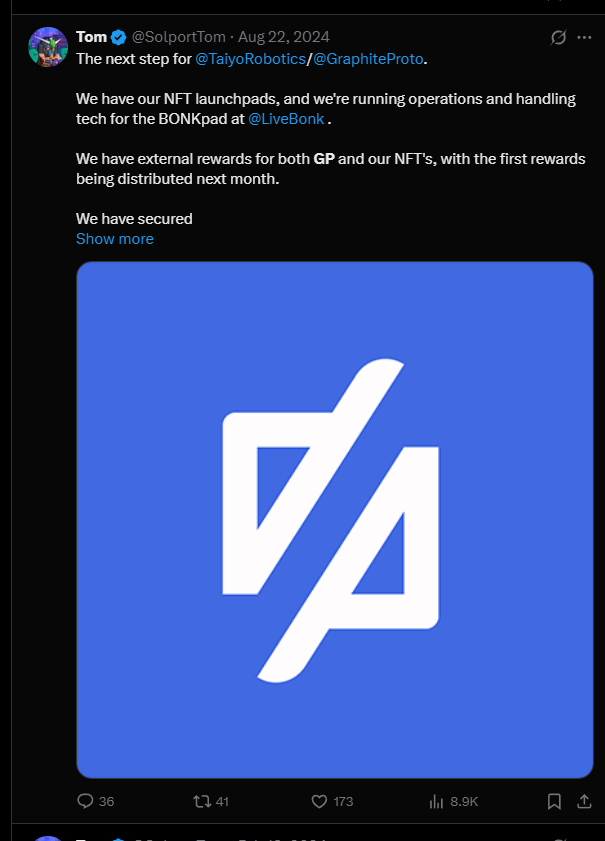 Tom @SolportTom · Aug 22, 2024
The next step for @TaiyoRobotics/@GraphiteProto.
We have our NFT launchpads, and we're running operations and handling
tech for the BONKpad at @LiveBonk .
We have external rewards for both GP and our NFT's, with the first rewards
being distributed next month.
We have secured
Show more
36 41 173 8.9K